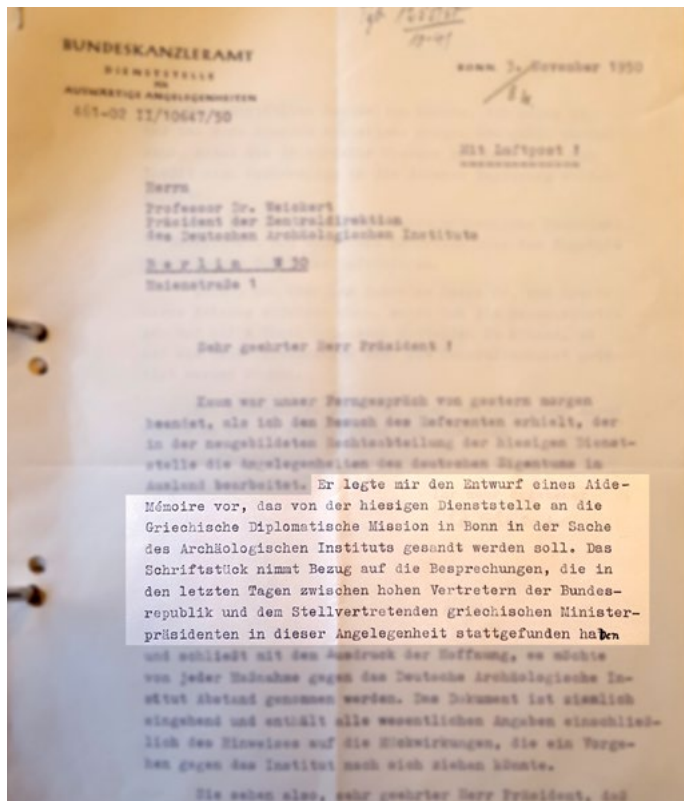 BUNDESKANZLERAMT
DIENSTSTELLE
FÜR
AUSWÄRTIGE ANGELEGENHEITEN
461-02 II/10647/50
BONN 3. November 1950
Mit Luftpost !
Herrn
Professor Dr. Weickert
Präsident der Zentraldirektion
des Deutschen Archäologischen Instituts
Berlin W 30
Maienstraße 1
Sehr geehrter Herr Präsident !
Kaum war unser Ferngespräch von gestern morgen
beendet, als ich den Besuch des Referenten erhielt, der
in der neugebildeten Rechtsabteilung der hiesigen Dienst-
stelle die Angelegenheiten des deutschen Eigentums im
Ausland bearbeitet. Er legte mir den Entwurf eines Aide-
Mémoire vor, das von der hiesigen Dienststelle an die
Griechische Diplomatische Mission in Bonn in der Sache
des Archäologischen Instituts gesandt werden soll. Das
Schriftstück nimmt Bezug auf die Besprechungen, die in
den letzten Tagen zwischen hohen Vertretern der Bundes-
republik und dem Stellvertretenden griechischen Minister-
präsidenten in dieser Angelegenheit stattgefunden haben
und schließt mit dem Ausdruck der Hoffnung, es möchte
von jeder Maßnahme gegen das Deutsche Archäologische In-
stitut Abstand genommen werden. Das Dokument ist ziemlich
eingehend und enthält alle wesentlichen Angaben einschließ-
lich des Hinweises auf die Rückwirkungen, die ein Vorge-
hen gegen das Institut nach sich ziehen könnte.
Sie sehen also, sehr geehrter Herr Präsident, daß